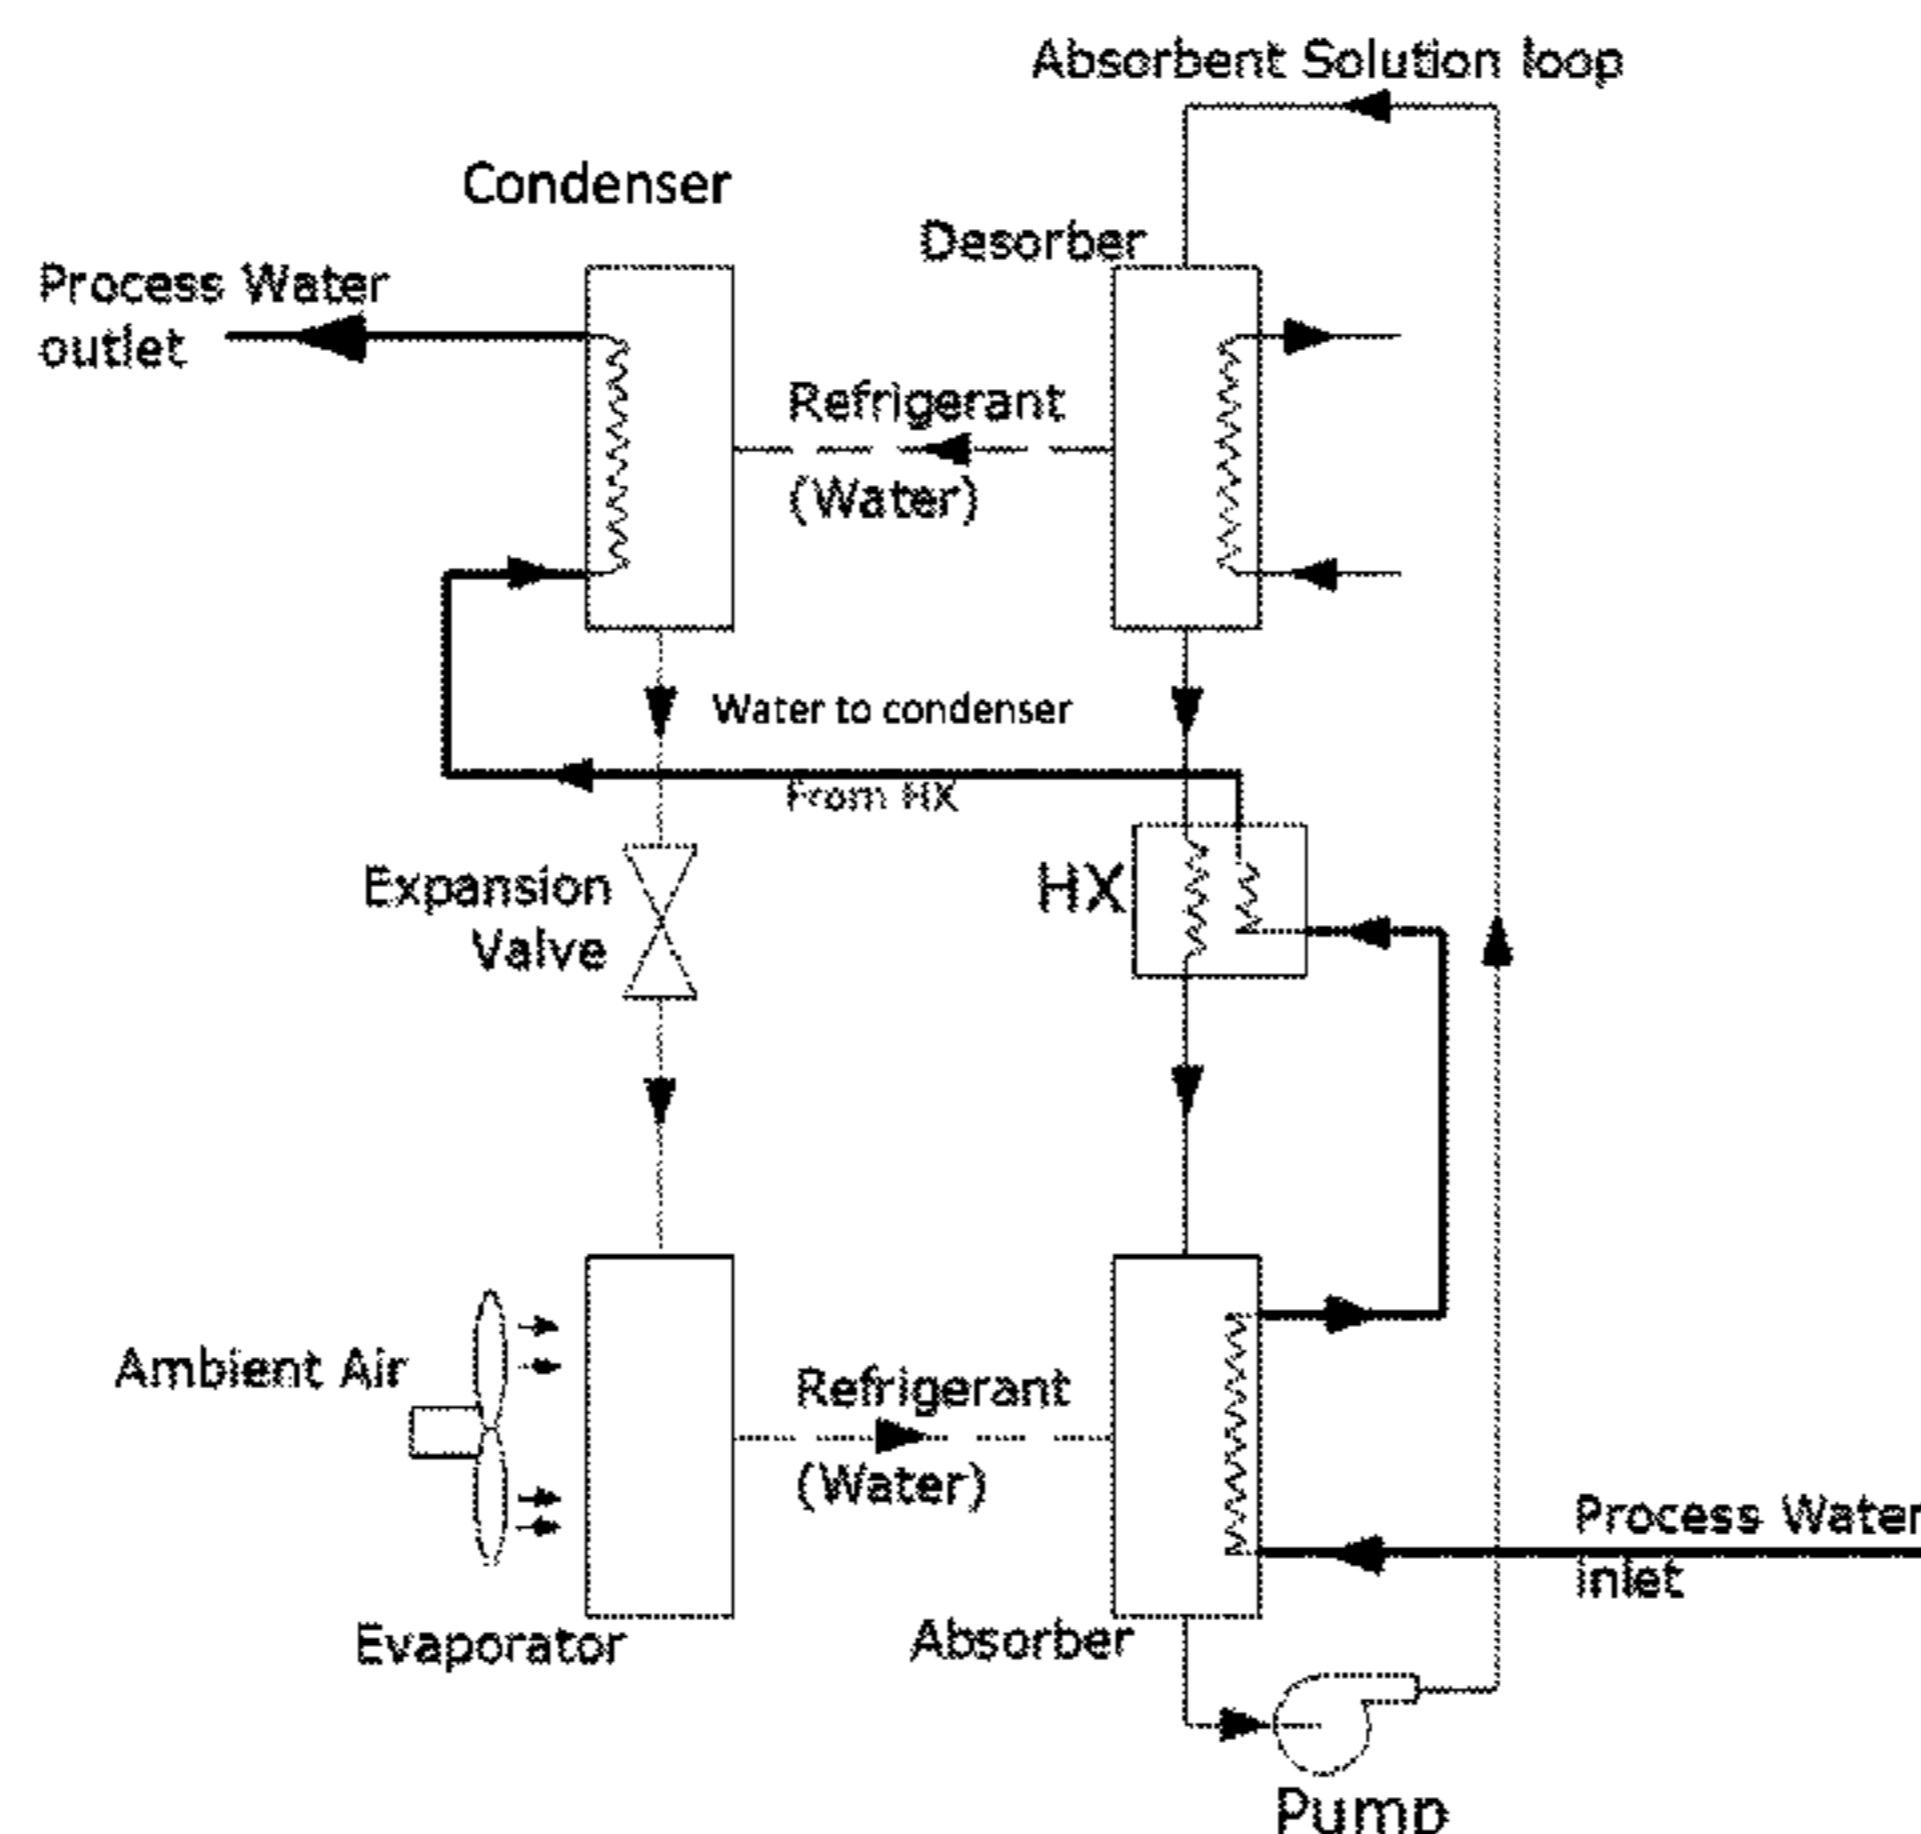 Absorbent Solution loop
Condenser
Desorber
Process Water
outlet
Refrigerant
(Water)
Water to condenser
From HX
HX
Expansion
Valve
Ambient Air
Refrigerant
(Water)
Process Water
inlet
Evaporator
Absorber
Pump